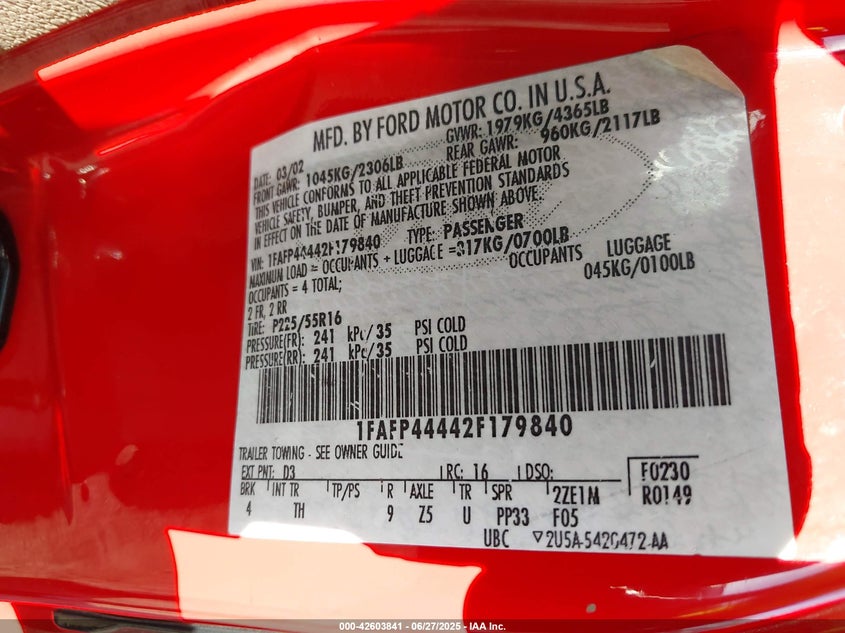 MFD. BY FORD MOTOR CO. IN U.S.A.
DATE: 03/02 GVWR: 1979KG/4365LB
FRONT GAWR: 1045KG/2306LB REAR GAWR: 960KG/2117LB
THIS VEHICLE CONFORMS TO ALL APPLICABLE FEDERAL MOTOR
VEHICLE SAFETY, BUMPER, AND THEFT PREVENTION STANDARDS
IN EFFECT ON THE DATE OF MANUFACTURE SHOWN ABOVE.
VIN: 1FAFP44442F179840 TYPE: PASSENGER
MAXIMUM LOAD = OCCUPANTS + LUGGAGE = 317KG/0700LB
OCCUPANTS = 4 TOTAL; OCCUPANTS LUGGAGE
2 FR, 2 RR 045KG/0100LB
TIRE: P225/55R16
PRESSURE(FR): 241 kPa/35 PSI COLD
PRESSURE(RR): 241 kPa/35 PSI COLD
1FAFP44442F179840
TRAILER TOWING - SEE OWNER GUIDE
EXT PNT: D3 RC: 16 DSO: F0230
BRK INT TR TP/PS R AXLE TR SPR 2ZE1M R0149
4 TH 9 Z5 U PP33 F05
UBC ▽2U5A-5420472-AA
000-42603841 - 06/27/2025 - IAA Inc.